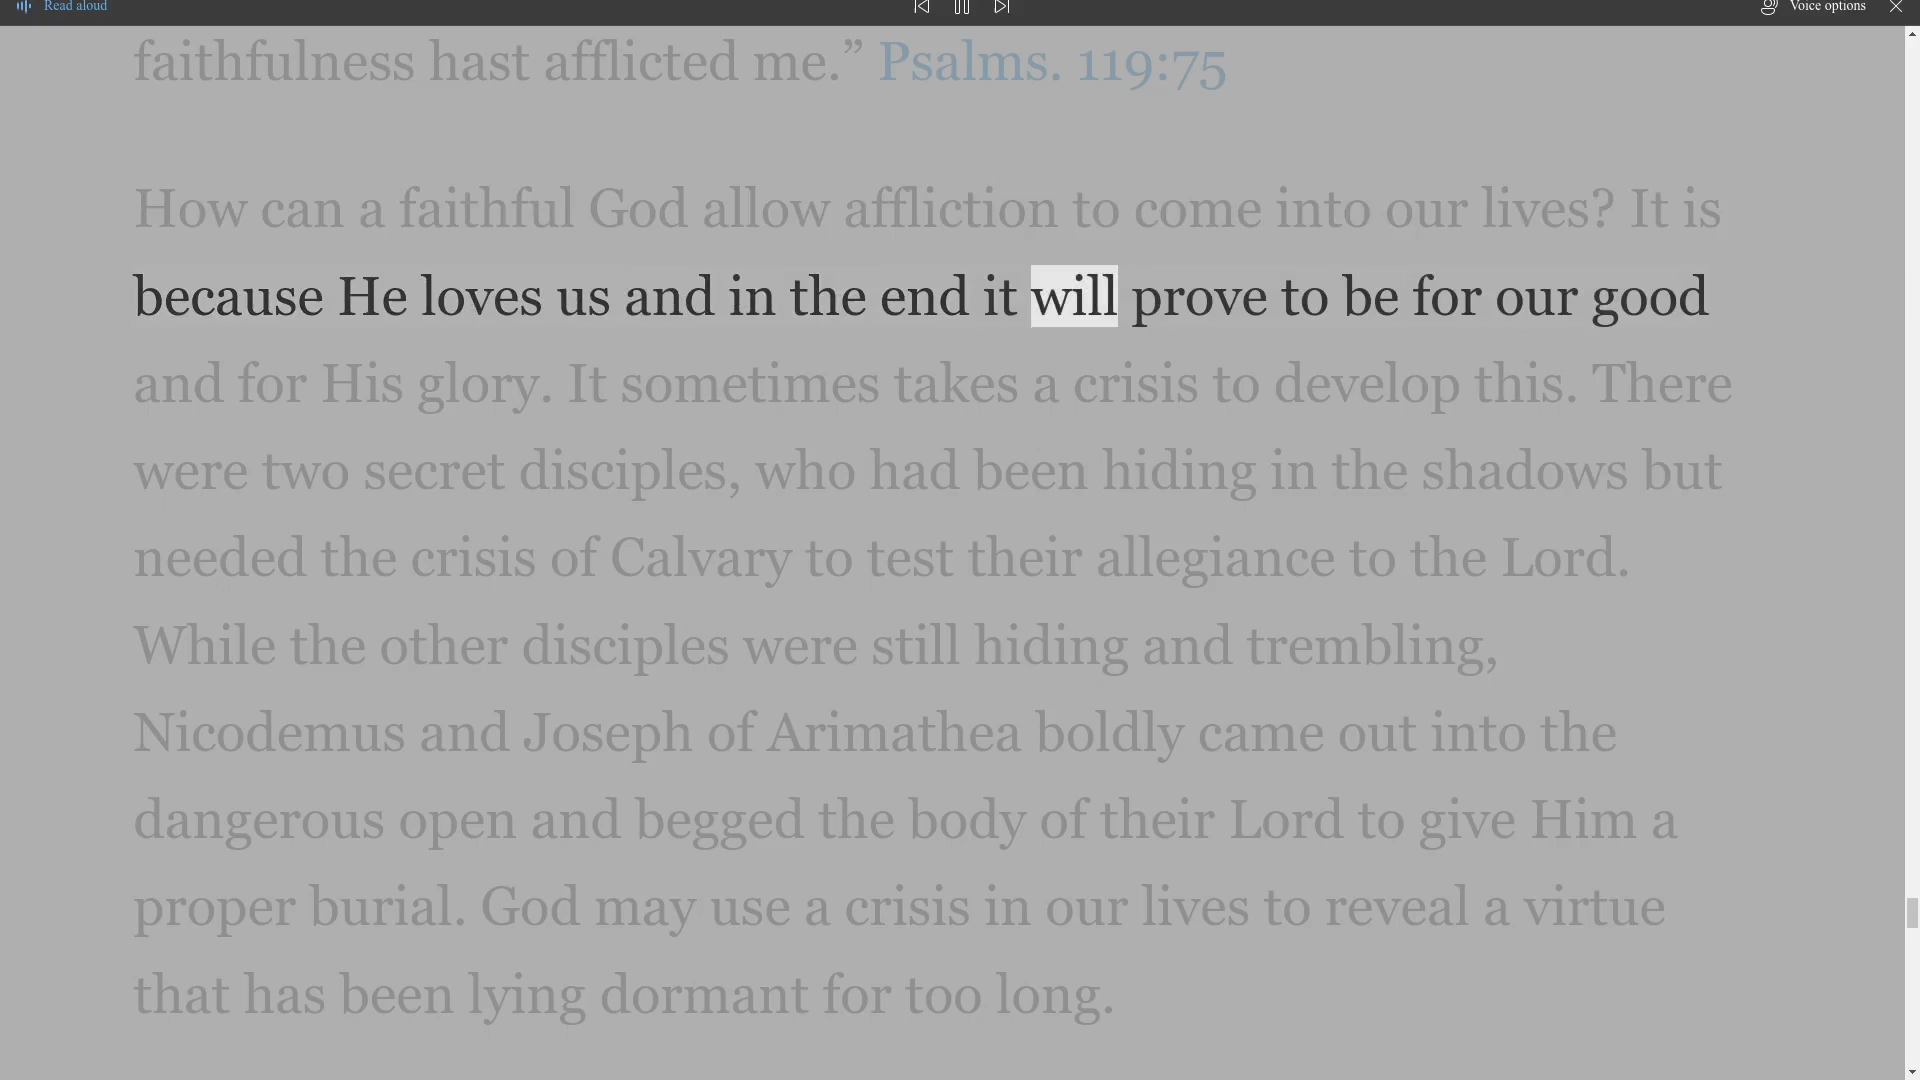 Read aloud
Voice options
faithfulness hast afflicted me.” Psalms. 119:75
How can a faithful God allow affliction to come into our lives? It is
because He loves us and in the end it will prove to be for our good
and for His glory. It sometimes takes a crisis to develop this. There
were two secret disciples, who had been hiding in the shadows but
needed the crisis of Calvary to test their allegiance to the Lord.
While the other disciples were still hiding and trembling,
Nicodemus and Joseph of Arimathea boldly came out into the
dangerous open and begged the body of their Lord to give Him a
proper burial. God may use a crisis in our lives to reveal a virtue
that has been lying dormant for too long.